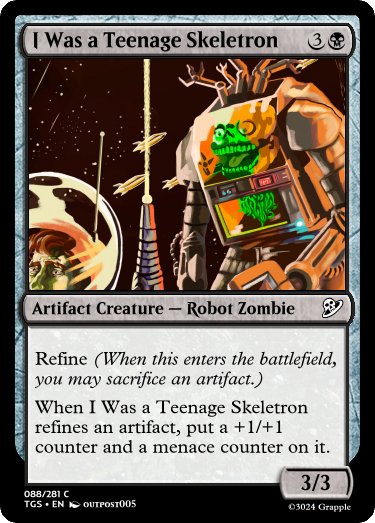 I Was a Teenage Skeletron 3
Artifact Creature — Robot Zombie
Refine (When this enters the battlefield,
you may sacrifice an artifact.)
When I Was a Teenage Skeletron
refines an artifact, put a +1/+1
counter and a menace counter on it.
3/3
088/281 C
TGS • EN OUTPOST005
©3024 Grapple